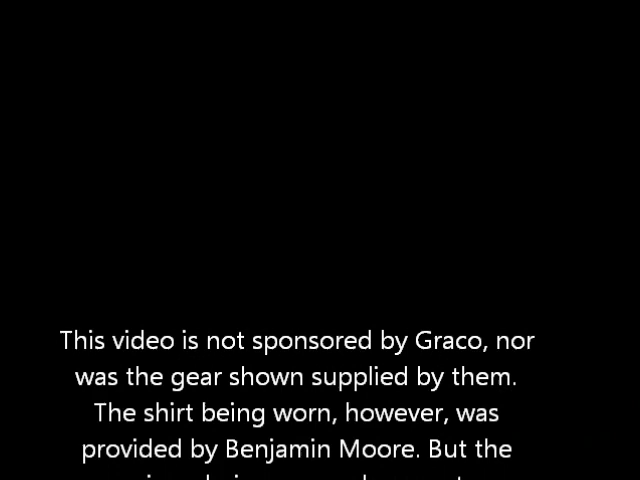 This video is not sponsored by Graco, nor
was the gear shown supplied by them.
The shirt being worn, however, was
provided by Benjamin Moore. But the